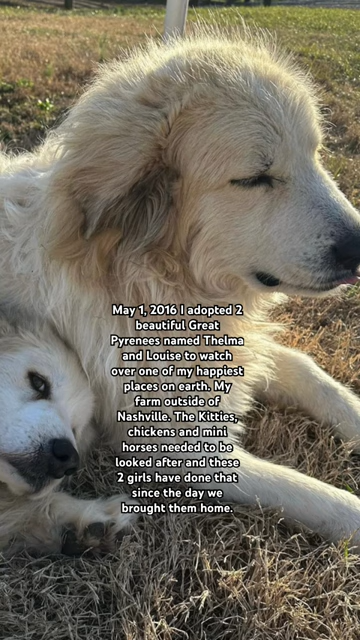 May 1, 2016 I adopted 2
beautiful Great
Pyrenees named Thelma
and Louise to watch
over one of my happiest
places on earth. My
farm outside of
Nashville. The Kitties,
chickens and mini
horses needed to be
looked after and these
2 girls have done that
since the day we
brought them home.